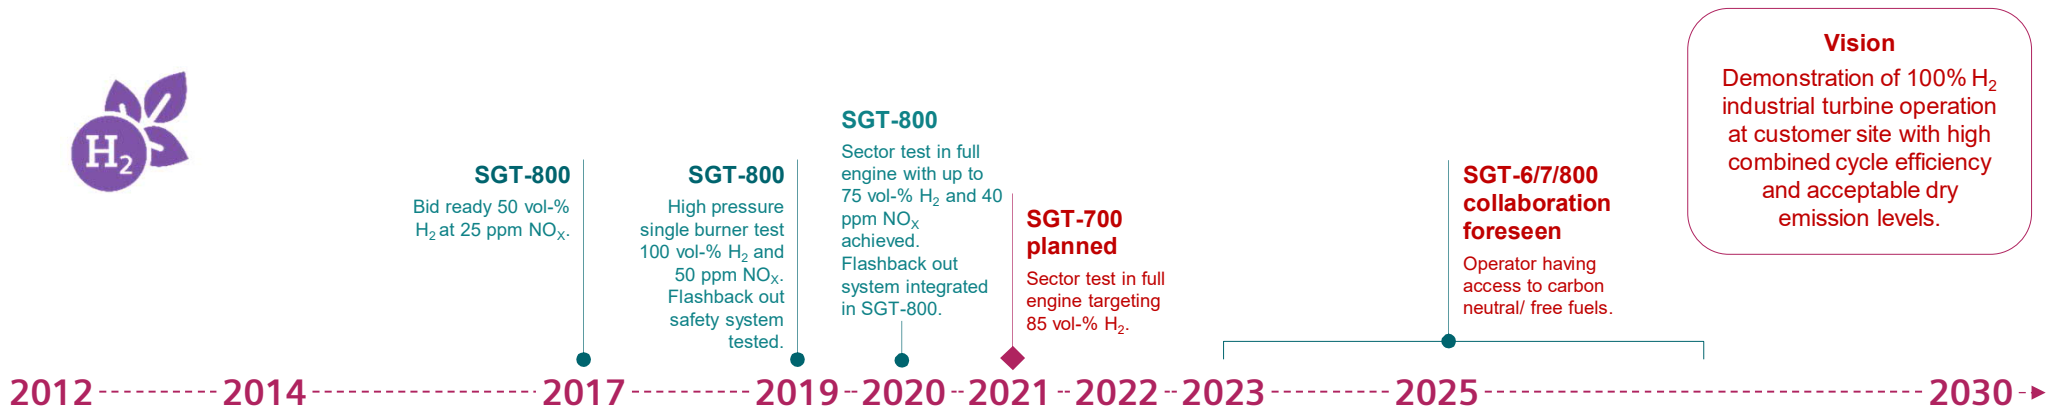 H2
SGT-800
Bid ready 50 vol-%
H2 at 25 ppm NOX.
SGT-800
High pressure
single burner test
100 vol-% H2 and
50 ppm NOX.
Flashback out
safety system
tested.
SGT-800
Sector test in full
engine with up to
75 vol-% H2 and 40
ppm NOX
achieved.
Flashback out
system integrated
in SGT-800.
SGT-700
planned
Sector test in full
engine targeting
85 vol-% H2.
SGT-6/7/800
collaboration
foreseen
Operator having
access to carbon
neutral/ free fuels.
Vision
Demonstration of 100% H2
industrial turbine operation
at customer site with high
combined cycle efficiency
and acceptable dry
emission levels.
2012 2014 2017 2019 2020 2021 2022 2023 2025 2030